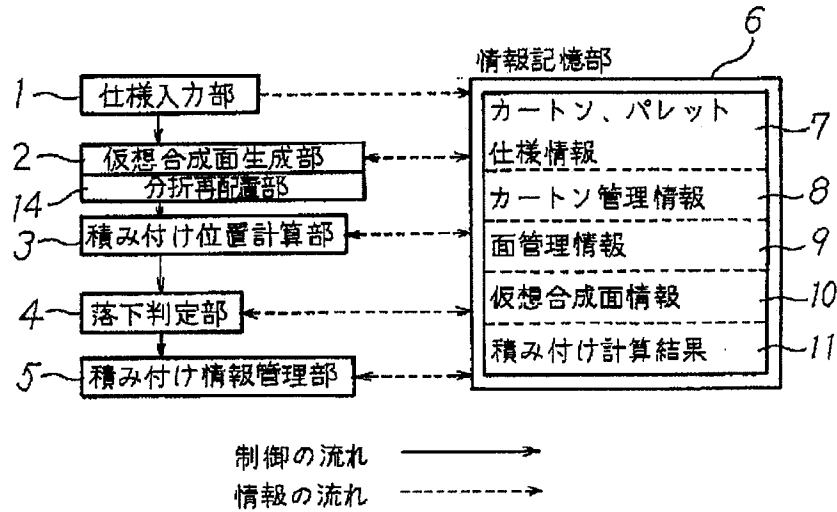 6
情報記憶部
1 仕様入力部
2 仮想合成面生成部
14 分折再配置部
3 積み付け位置計算部
4 落下判定部
5 積み付け情報管理部
カートン、パレット
仕様情報 7
カートン管理情報 8
面管理情報 9
仮想合成面情報 10
積み付け計算結果 11
制御の流れ
情報の流れ